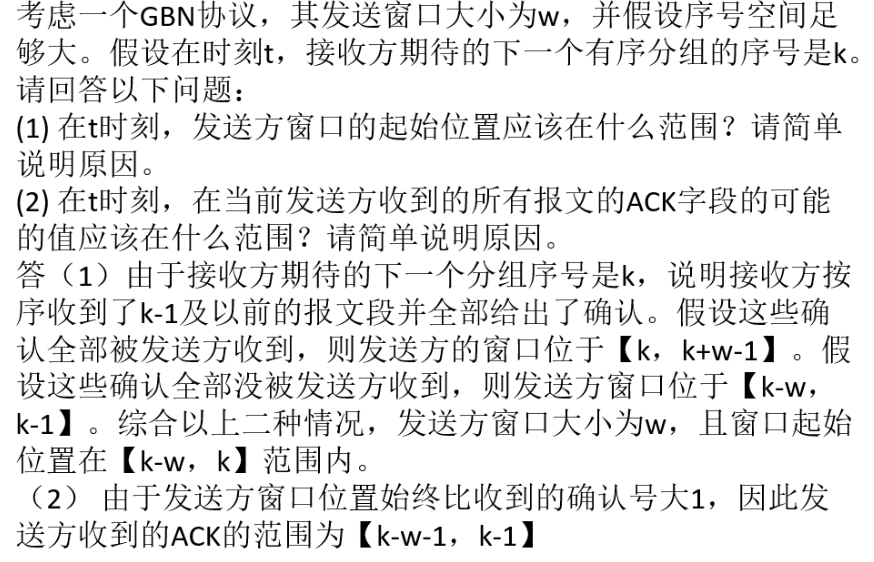 考虑一个GBN协议，其发送窗口大小为w，并假设序号空间足
够大。假设在时刻t，接收方期待的下一个有序分组的序号是k。
请回答以下问题：
(1) 在t时刻，发送方窗口的起始位置应该在什么范围？请简单
说明原因。
(2) 在t时刻，在当前发送方收到的所有报文的ACK字段的可能
的值应该在什么范围？请简单说明原因。
答（1）由于接收方期待的下一个分组序号是k，说明接收方按
序收到了k-1及以前的报文段并全部给出了确认。假设这些确
认全部被发送方收到，则发送方的窗口位于【k，k+w-1】。假
设这些确认全部没被发送方收到，则发送方窗口位于【k-w，
k-1】。综合以上二种情况，发送方窗口大小为w，且窗口起始
位置在【k-w，k】范围内。
（2） 由于发送方窗口位置始终比收到的确认号大1，因此发
送方收到的ACK的范围为【k-w-1，k-1】